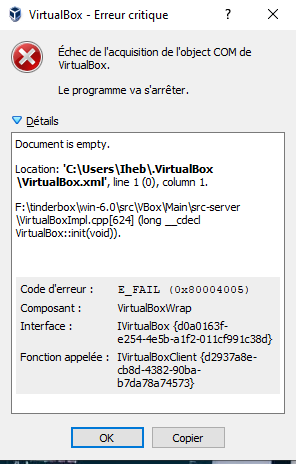 VirtualBox - Erreur critique
Échec de l'acquisition de l'object COM de
VirtualBox.
Le programme va s'arrêter.
Détails
Document is empty.
Location: 'C:\Users\Iheb\.VirtualBox
\VirtualBox.xml', line 1 (0), column 1.
F:\tinderbox\win-6.0\src\VBox\Main\src-server
\VirtualBoxImpl.cpp[624] (long __cdecl
VirtualBox::init(void)).
Code d'erreur : E_FAIL (0x80004005)
Composant : VirtualBoxWrap
Interface : IVirtualBox {d0a0163f-
e254-4e5b-a1f2-011cf991c38d}
Fonction appelée : IVirtualBoxClient {d2937a8e-
cb8d-4382-90ba-
b7da78a74573}
OK Copier